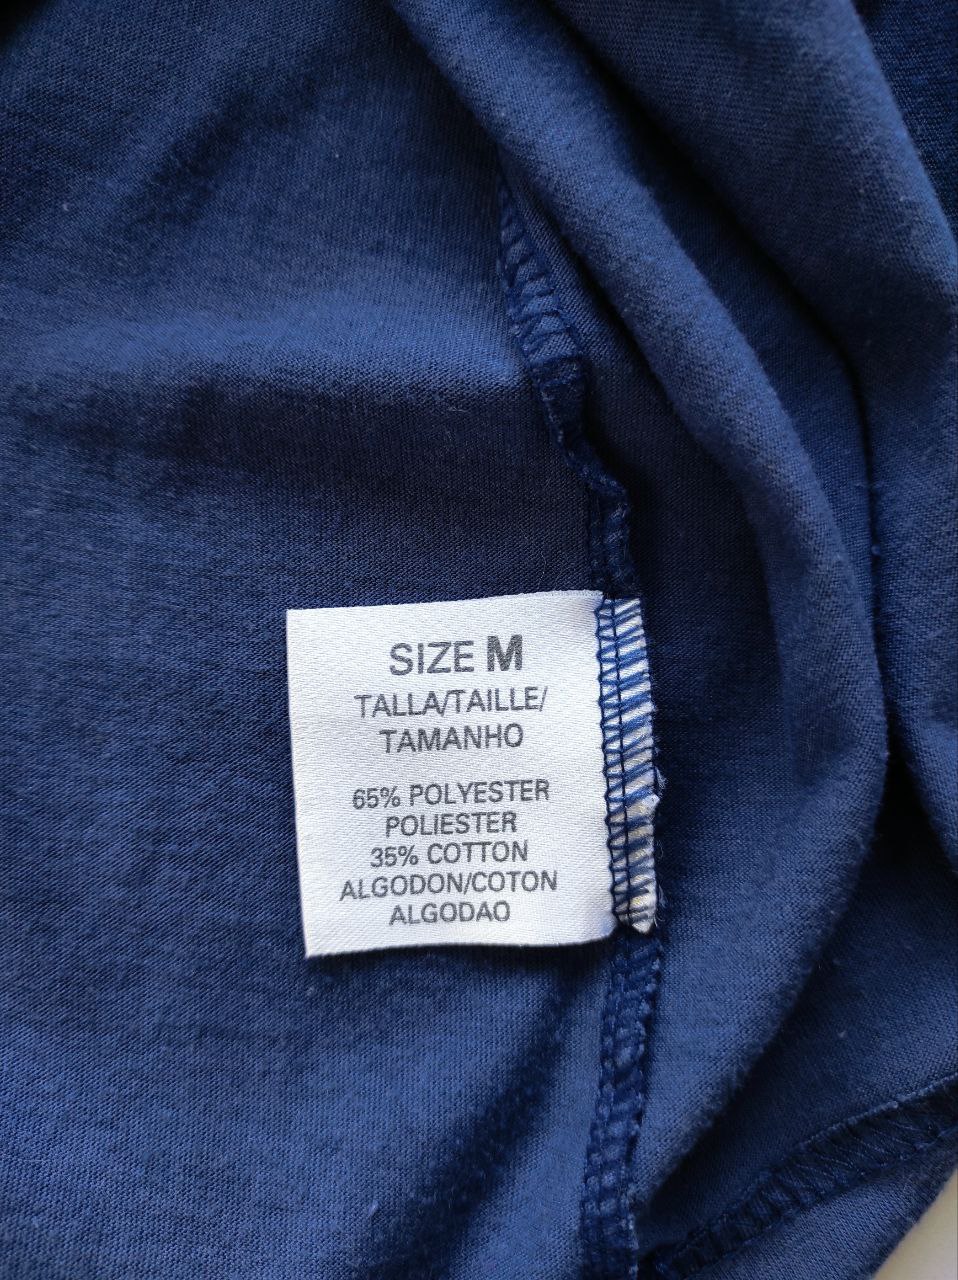 SIZE M
TALLA/TAILLE/
TAMANHO
65% POLYESTER
POLIESTER
35% COTTON
ALGODON/COTON
ALGODAO